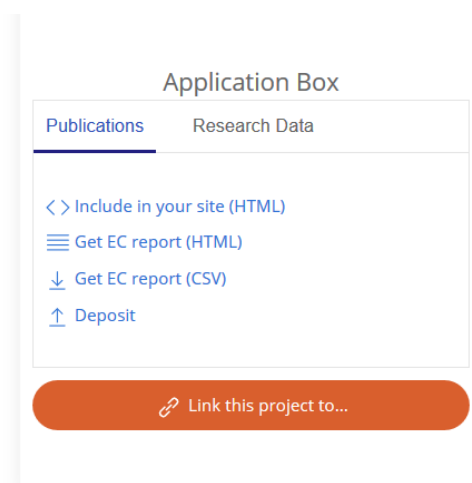 Application Box
Publications Research Data
Include in your site (HTML)
Get EC report (HTML)
Get EC report (CSV)
Deposit
Link this project to...